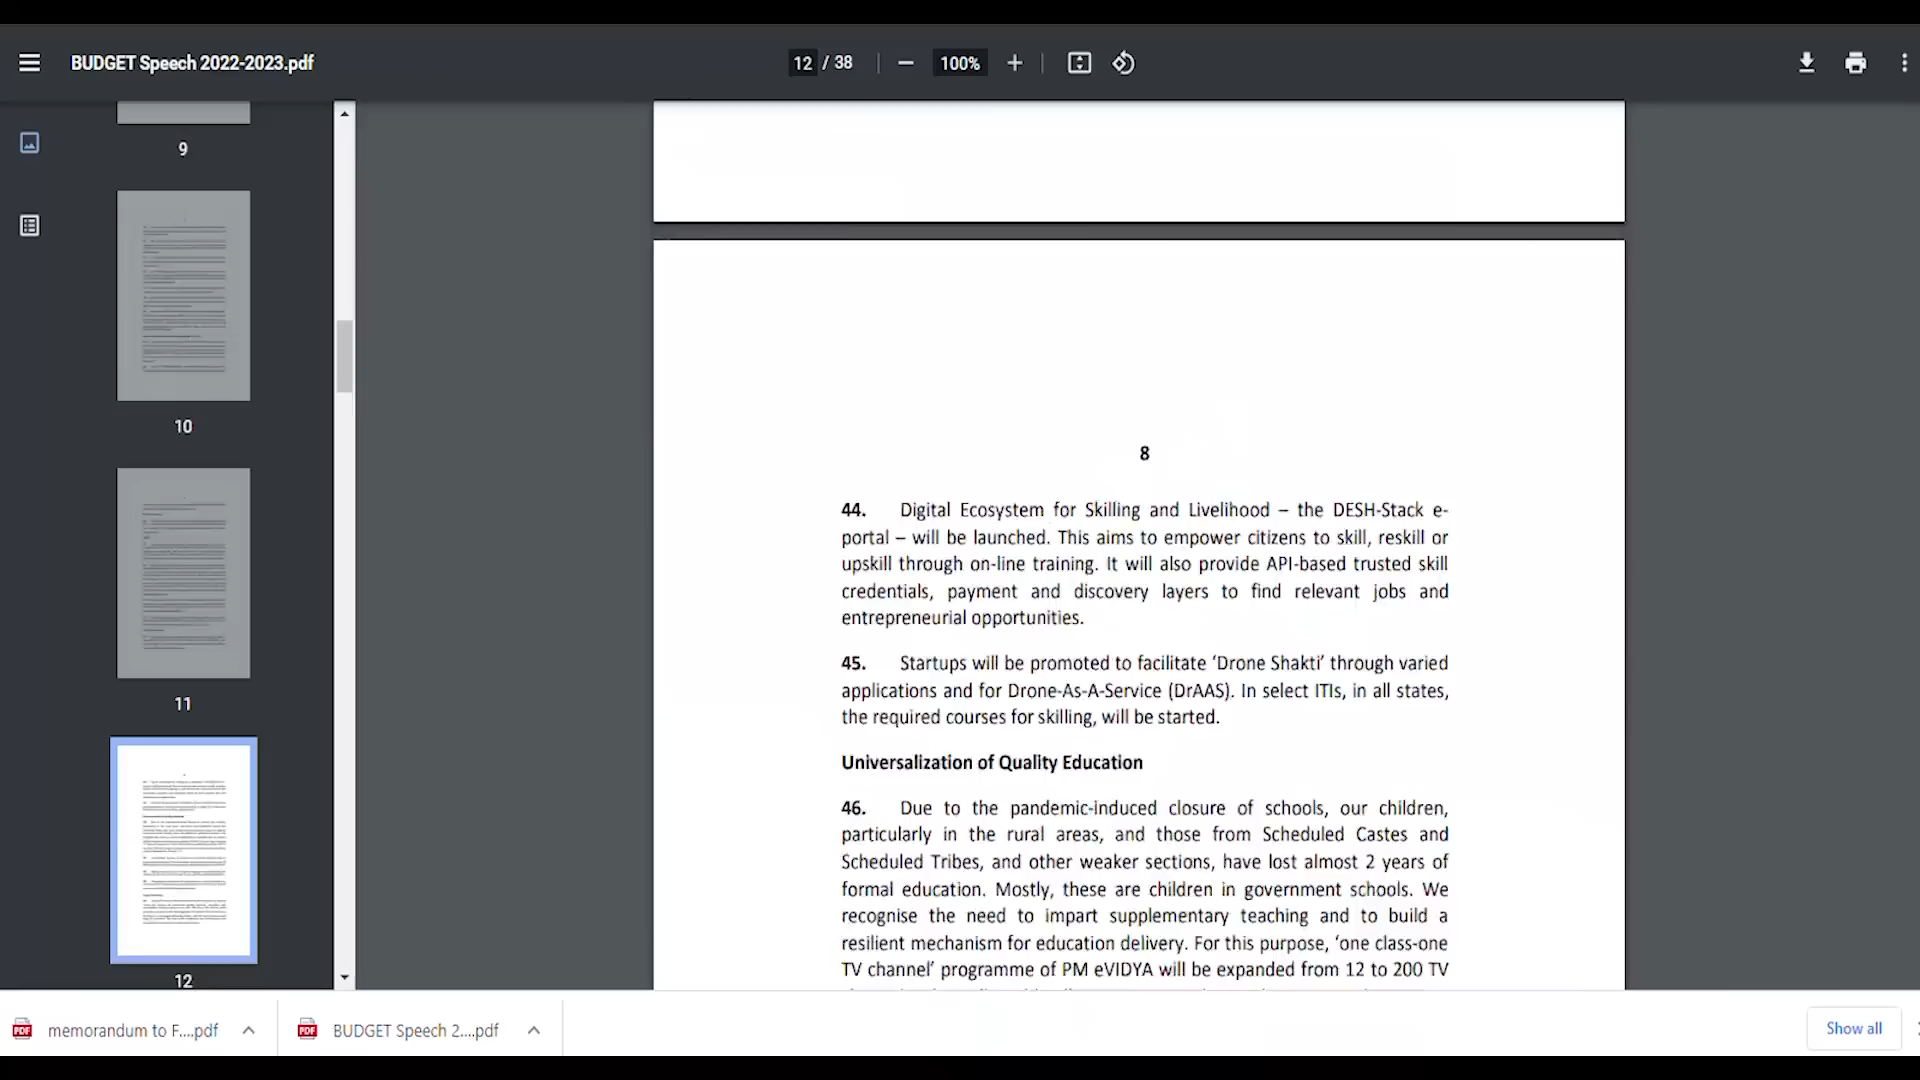 BUDGET Speech 2022-2023.pdf
12 / 38
100%
9
10
11
12
8
44. Digital Ecosystem for Skilling and Livelihood – the DESH-Stack e-
portal – will be launched. This aims to empower citizens to skill, reskill or
upskill through on-line training. It will also provide API-based trusted skill
credentials, payment and discovery layers to find relevant jobs and
entrepreneurial opportunities.
45. Startups will be promoted to facilitate ‘Drone Shakti’ through varied
applications and for Drone-As-A-Service (DrAAS). In select ITIs, in all states,
the required courses for skilling, will be started.
Universalization of Quality Education
46. Due to the pandemic-induced closure of schools, our children,
particularly in the rural areas, and those from Scheduled Castes and
Scheduled Tribes, and other weaker sections, have lost almost 2 years of
formal education. Mostly, these are children in government schools. We
recognise the need to impart supplementary teaching and to build a
resilient mechanism for education delivery. For this purpose, ‘one class-one
TV channel’ programme of PM eVIDYA will be expanded from 12 to 200 TV
PDF memorandum to F....pdf
PDF BUDGET Speech 2....pdf
Show all